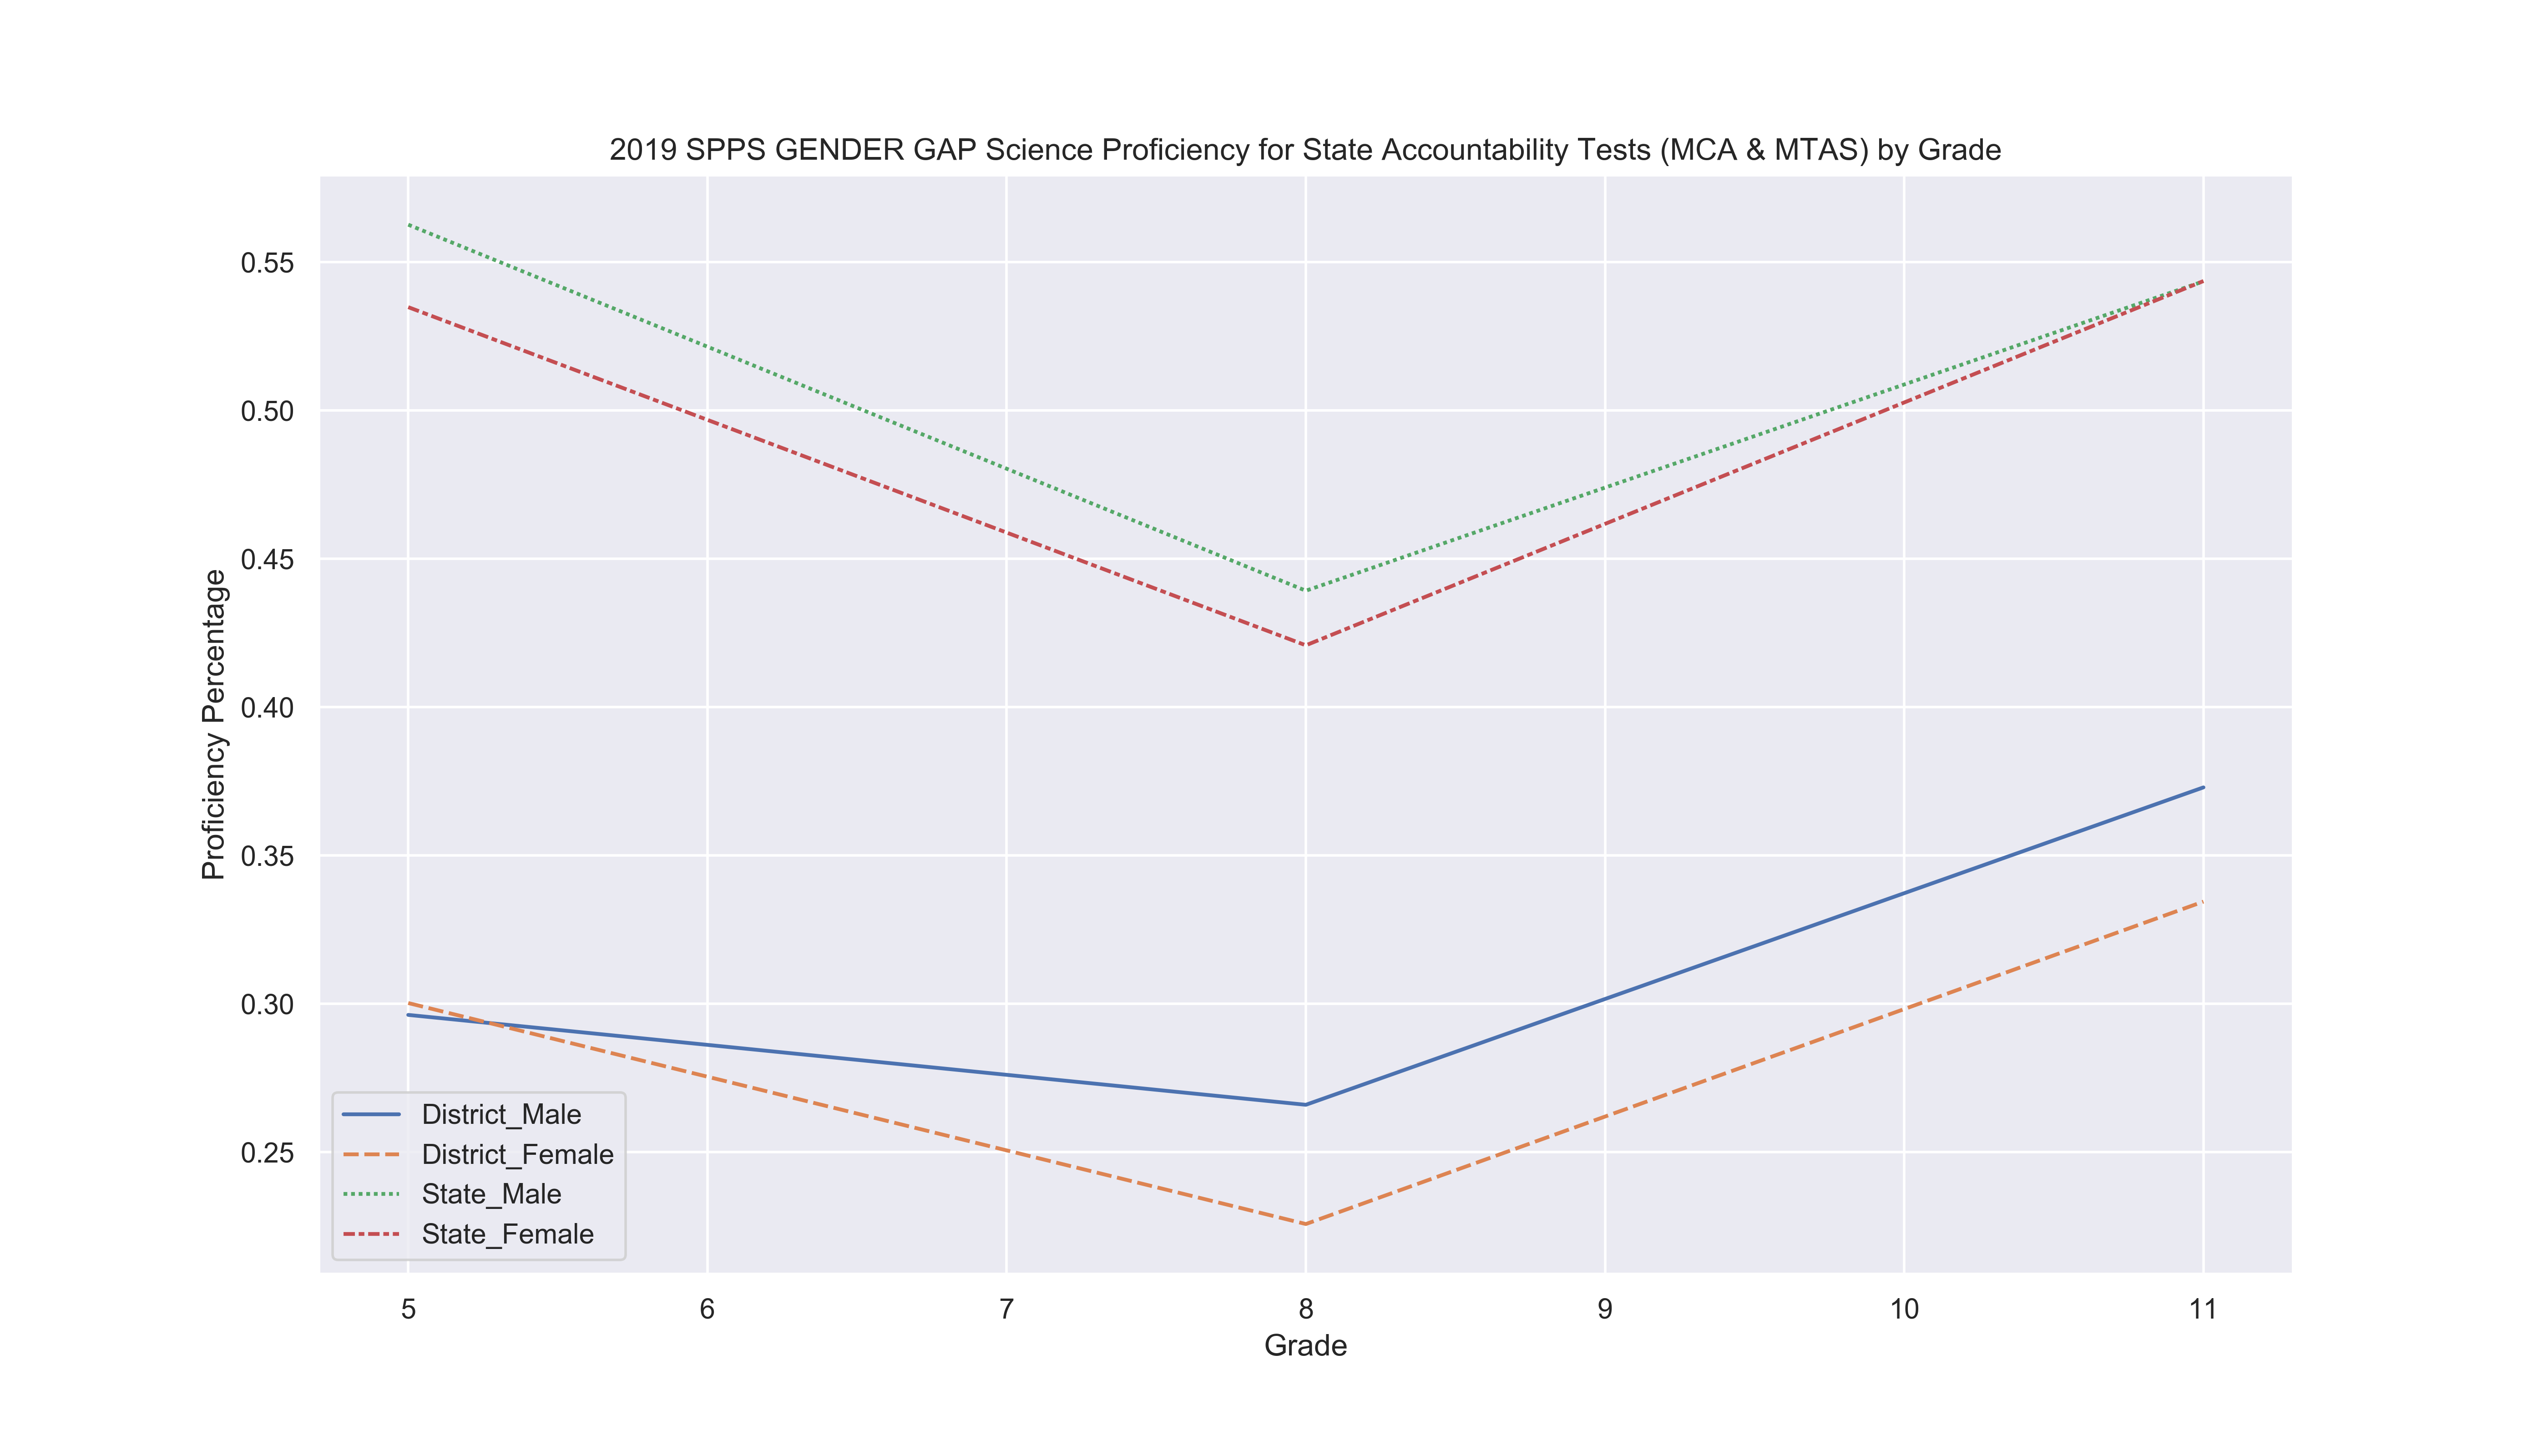 2019 SPPS GENDER GAP Science Proficiency for State Accountability Tests (MCA & MTAS) by Grade
Proficiency Percentage
0.55
0.50
0.45
0.40
0.35
0.30
0.25
District_Male
District_Female
State_Male
State_Female
5 6 7 8 9 10 11
Grade